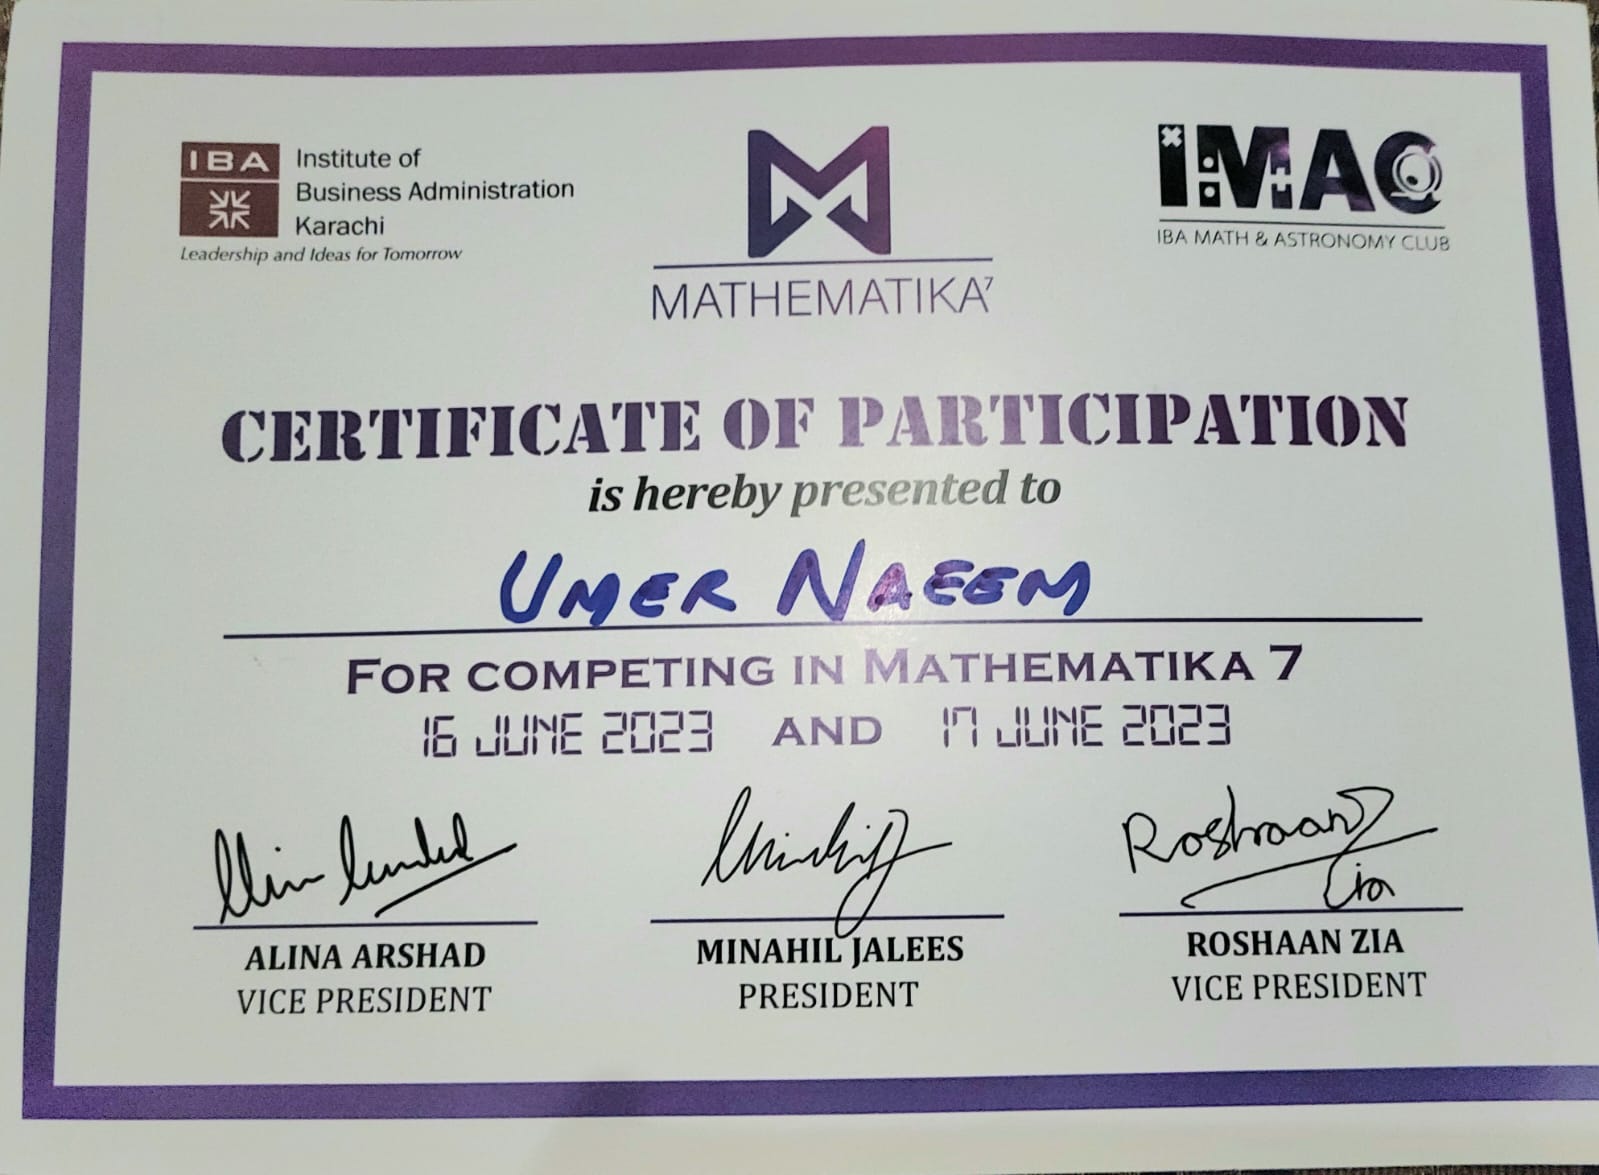 IBA
Institute of
Business Administration
Karachi
Leadership and Ideas for Tomorrow
MATHEMATIKA⁷
IMAC
IBA MATH & ASTRONOMY CLUB
CERTIFICATE OF PARTICIPATION
is hereby presented to
UMER NAEEM
FOR COMPETING IN MATHEMATIKA 7
16 JUNE 2023 AND 17 JUNE 2023
Roshaan Zia
ALINA ARSHAD
VICE PRESIDENT
MINAHIL JALEES
PRESIDENT
ROSHAAN ZIA
VICE PRESIDENT